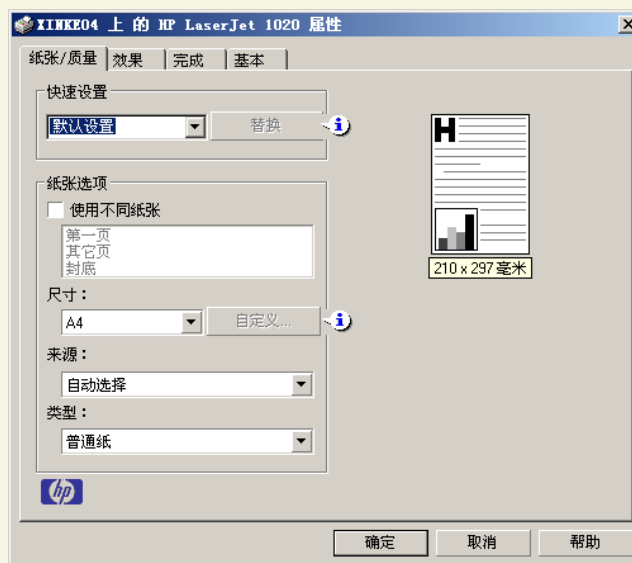 XINKE04 上 的 HP LaserJet 1020 属性
纸张/质量 效果 完成 基本
快速设置
默认设置 替换 i
纸张选项
使用不同纸张
第一页
其它页
封底
尺寸：
A4 自定义... i
来源：
自动选择
类型：
普通纸
H
210 x 297 毫米
hp
确定 取消 帮助